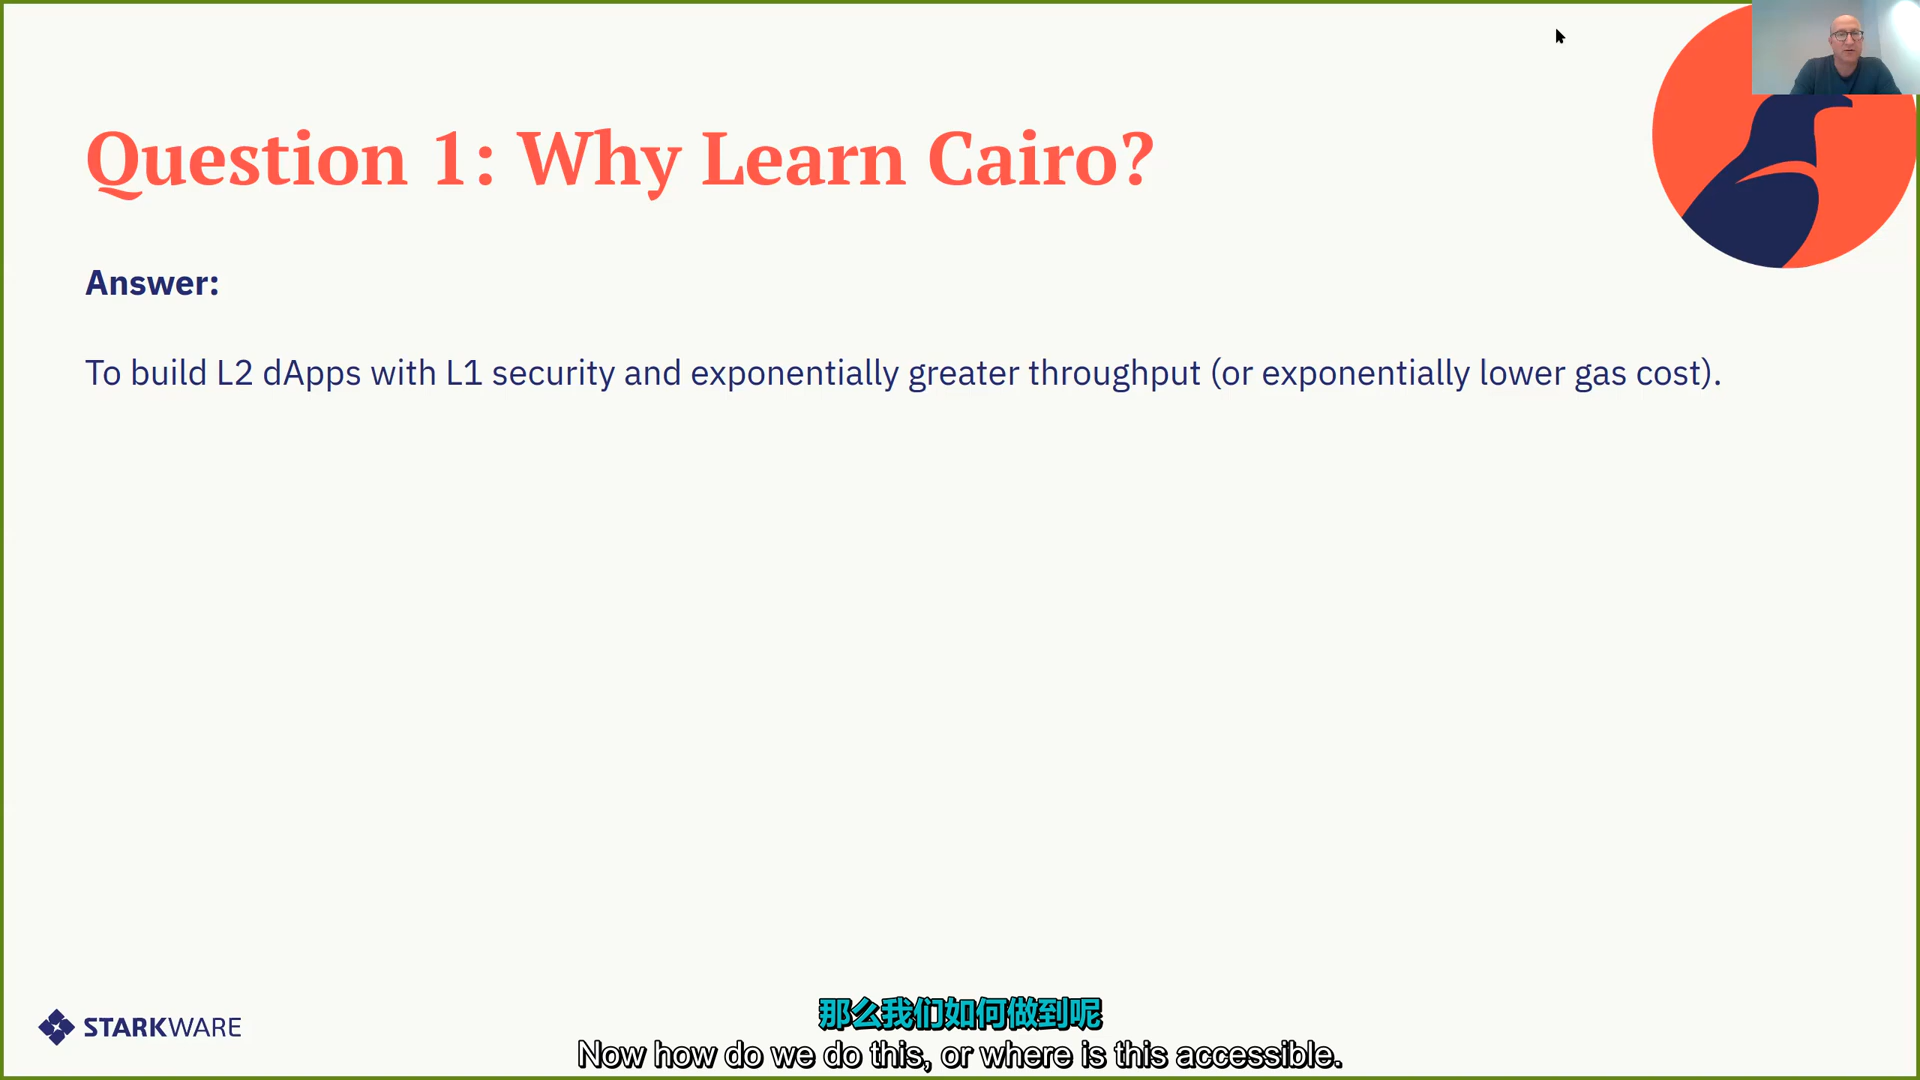 Question 1: Why Learn Cairo?
Answer:
To build L2 dApps with L1 security and exponentially greater throughput (or exponentially lower gas cost).
STARKWARE
那么我们如何做到呢
Now how do we do this, or where is this accessible.